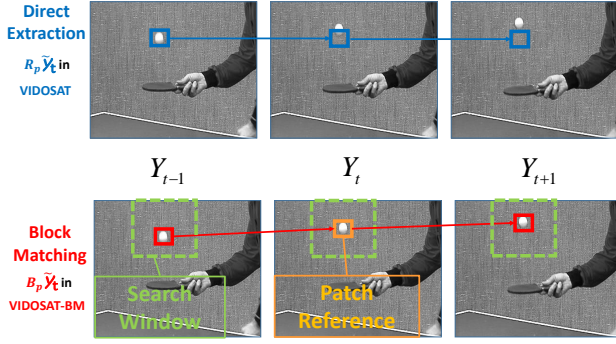 Direct
Extraction
R_p ỹ_t in
VIDOSAT
Y_{t-1} Y_t Y_{t+1}
Block
Matching
B_p ỹ_t in
VIDOSAT-BM
Search
Window
Patch
Reference